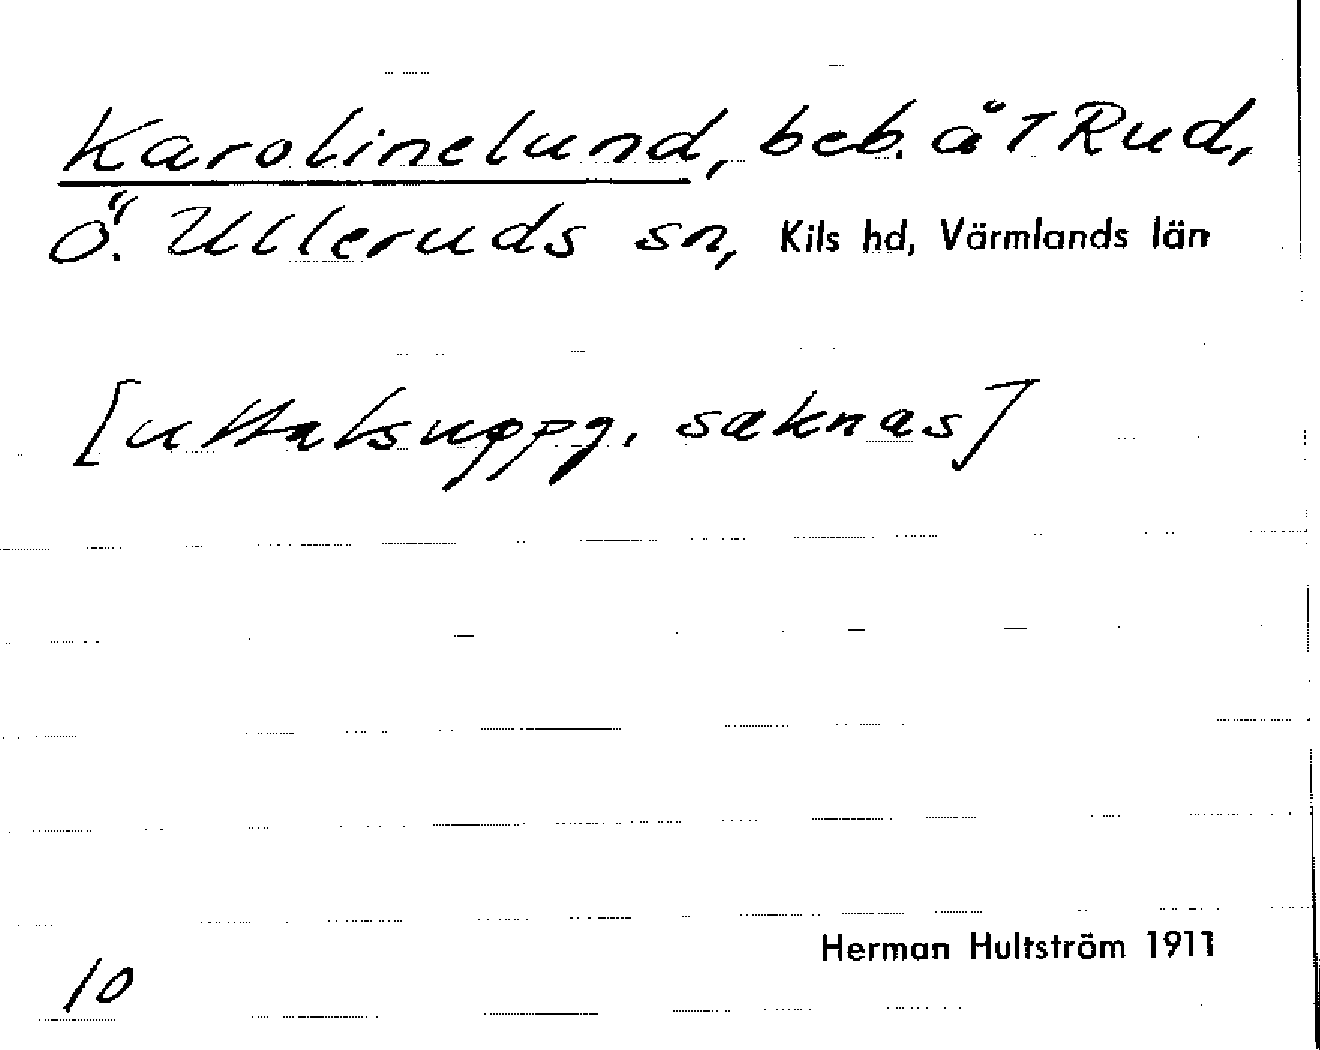 Karolinelund, beb. å T Rud,
Ö. Ulleruds sn, Kils hd, Värmlands län
[uttalsuppg. saknas]
Herman Hultström 1911
10